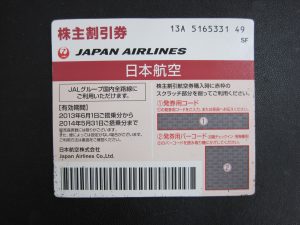 株主割引券
13A 5165331 49
SF
JAPAN AIRLINES
日本航空
JALグループ国内全路線に
ご利用いただけます。
[有効期間]
2013年6月1日ご搭乗分から
2014年5月31日ご搭乗分まで
日本航空株式会社
Japan Airlines Co.,Ltd.
株主割引航空券購入時に赤枠の
スクラッチ部分を削ってご利用ください。
①発券用コード
①
②発券用バーコード
②